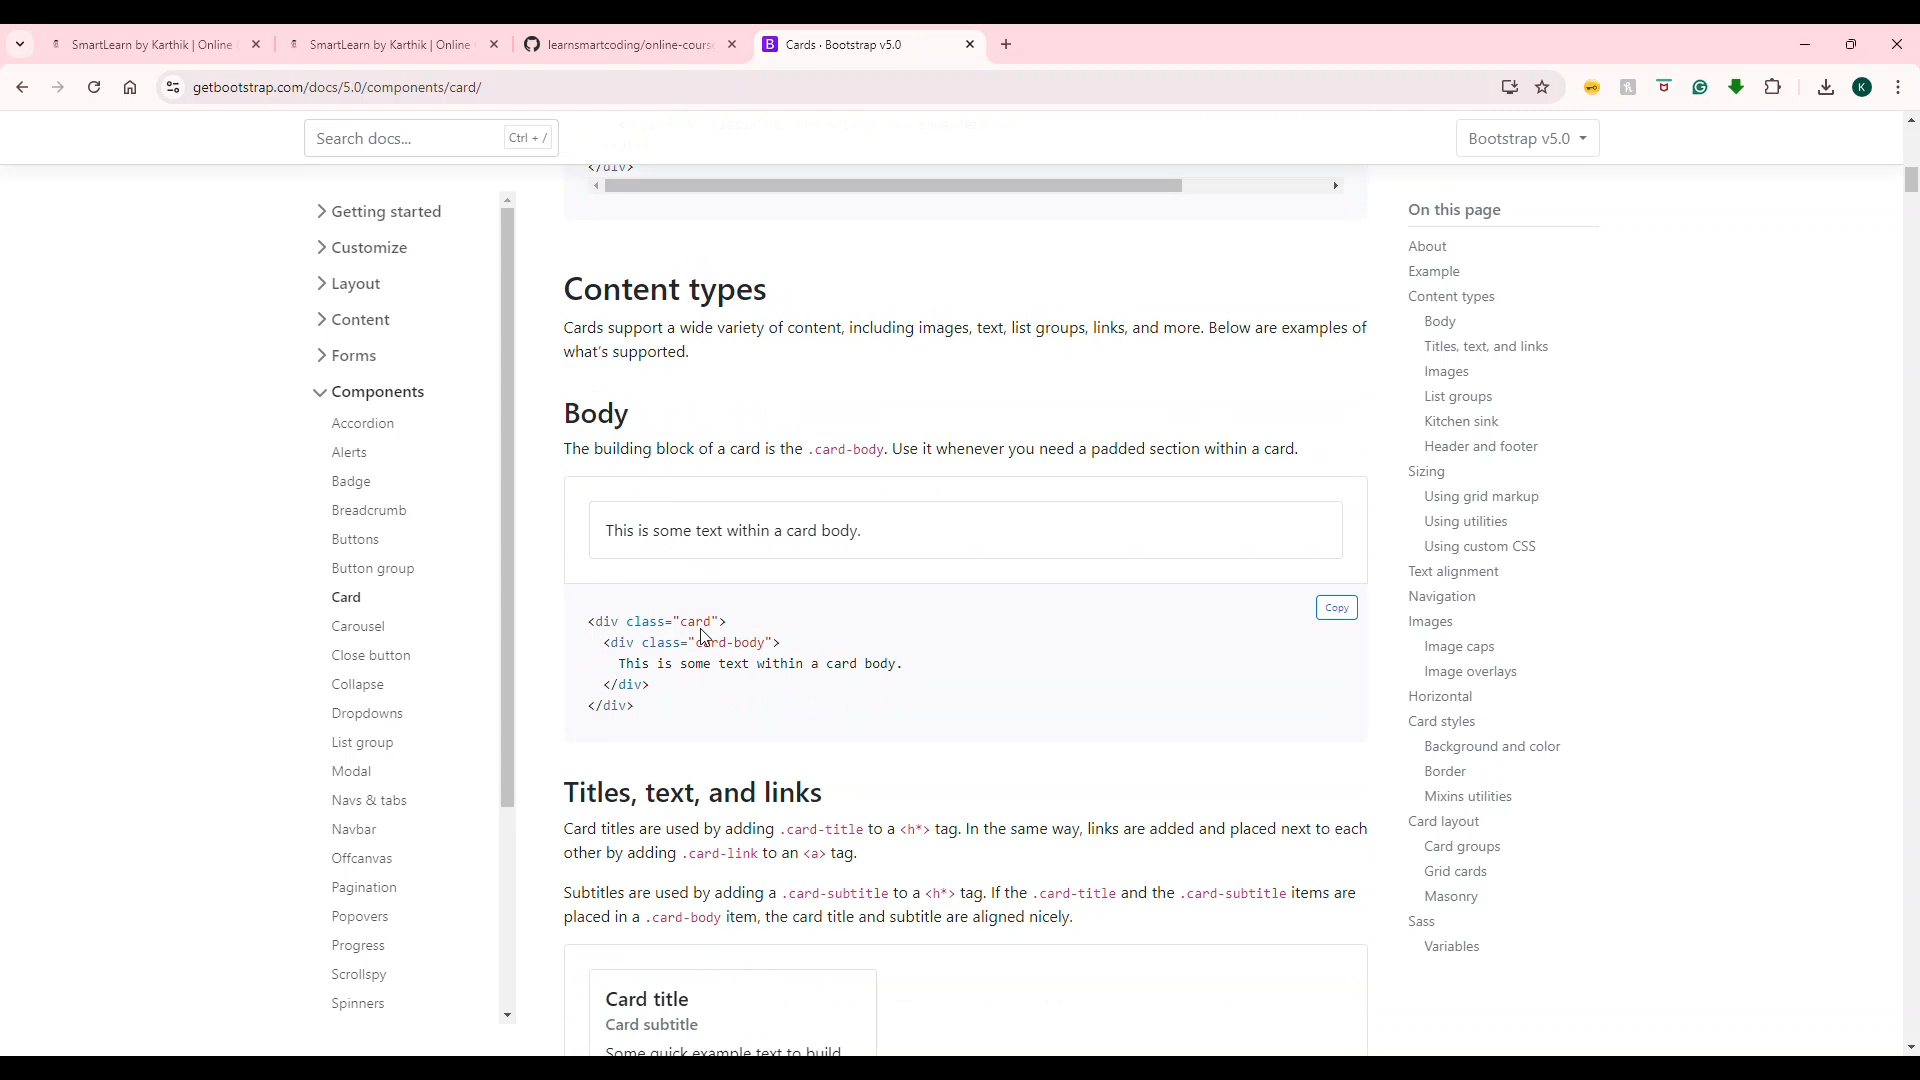 SmartLearn by Karthik | Online
SmartLearn by Karthik | Online
learnsmartcoding/online-course
Cards · Bootstrap v5.0
getbootstrap.com/docs/5.0/components/card/
K
Search docs...
Ctrl + /
Bootstrap v5.0
Getting started
Customize
Layout
Content
Forms
Components
Accordion
Alerts
Badge
Breadcrumb
Buttons
Button group
Card
Carousel
Close button
Collapse
Dropdowns
List group
Modal
Navs & tabs
Navbar
Offcanvas
Pagination
Popovers
Progress
Scrollspy
Spinners
</div>
Content types
Cards support a wide variety of content, including images, text, list groups, links, and more. Below are examples of
what's supported.
Body
The building block of a card is the .card-body. Use it whenever you need a padded section within a card.
This is some text within a card body.
Copy
<div class="card">
<div class="card-body">
This is some text within a card body.
</div>
</div>
Titles, text, and links
Card titles are used by adding .card-title to a <h*> tag. In the same way, links are added and placed next to each
other by adding .card-link to an <a> tag.
Subtitles are used by adding a .card-subtitle to a <h*> tag. If the .card-title and the .card-subtitle items are
placed in a .card-body item, the card title and subtitle are aligned nicely.
Card title
Card subtitle
Some quick example text to build
On this page
About
Example
Content types
Body
Titles, text, and links
Images
List groups
Kitchen sink
Header and footer
Sizing
Using grid markup
Using utilities
Using custom CSS
Text alignment
Navigation
Images
Image caps
Image overlays
Horizontal
Card styles
Background and color
Border
Mixins utilities
Card layout
Card groups
Grid cards
Masonry
Sass
Variables